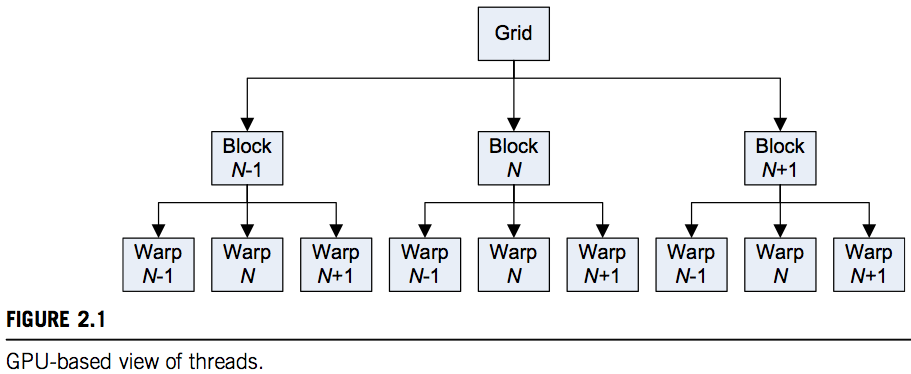 Grid
Block
N-1
Block
N
Block
N+1
Warp
N-1
Warp
N
Warp
N+1
Warp
N-1
Warp
N
Warp
N+1
Warp
N-1
Warp
N
Warp
N+1
FIGURE 2.1
GPU-based view of threads.